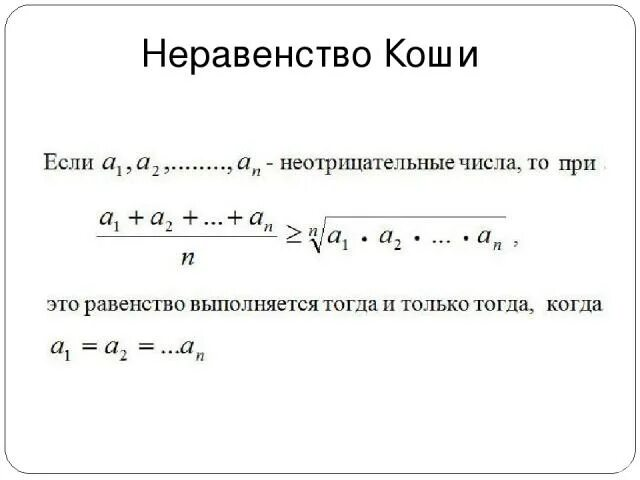 Неравенство Коши
Если a₁, a₂,........, aₙ - неотрицательные числа, то при
(a₁ + a₂ + ... + aₙ) / n ≥ ⁿ√(a₁ • a₂ • ... • aₙ) ,
это равенство выполняется тогда и только тогда, когда
a₁ = a₂ = ...aₙ